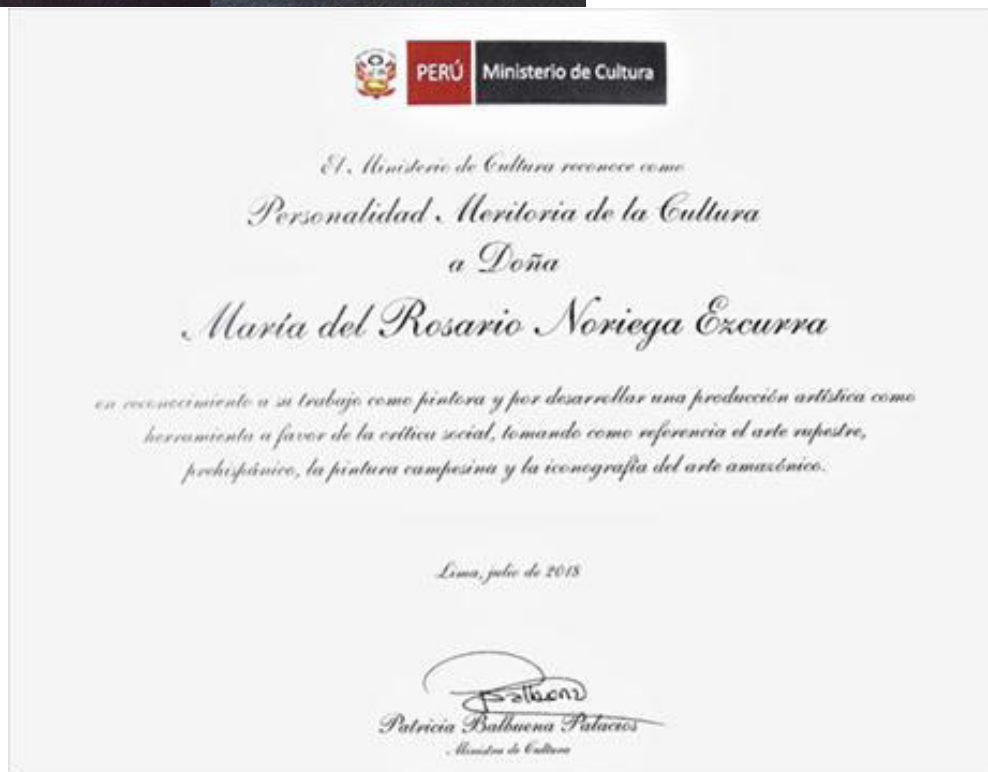 PERÚ Ministerio de Cultura
El Ministerio de Cultura reconoce como
Personalidad Meritoria de la Cultura
a Doña
María del Rosario Noriega Ezcurra
en reconocimiento a su trabajo como pintora y por desarrollar una producción artística como
herramienta a favor de la crítica social, tomando como referencia el arte rupestre,
prehispánico, la pintura campesina y la iconografía del arte amazónico.
Lima, julio de 2018
Patricia Balbuena Palacios
Ministra de Cultura